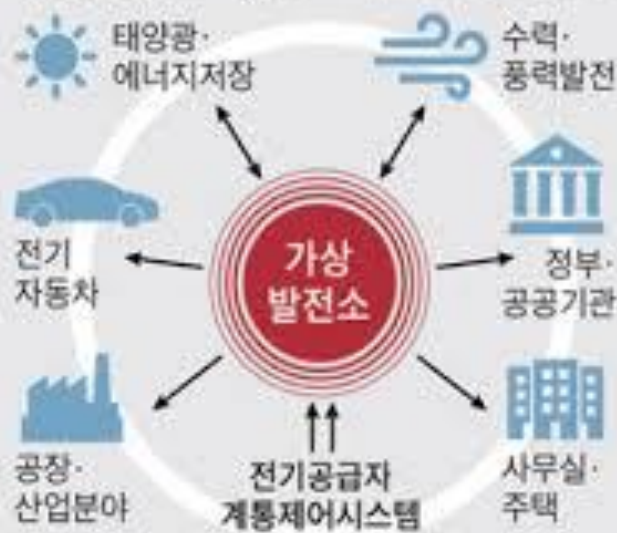 태양광·
에너지저장
수력·
풍력발전
전기
자동차
가상
발전소
정부·
공공기관
공장·
산업분야
전기공급자
계통제어시스템
사무실·
주택